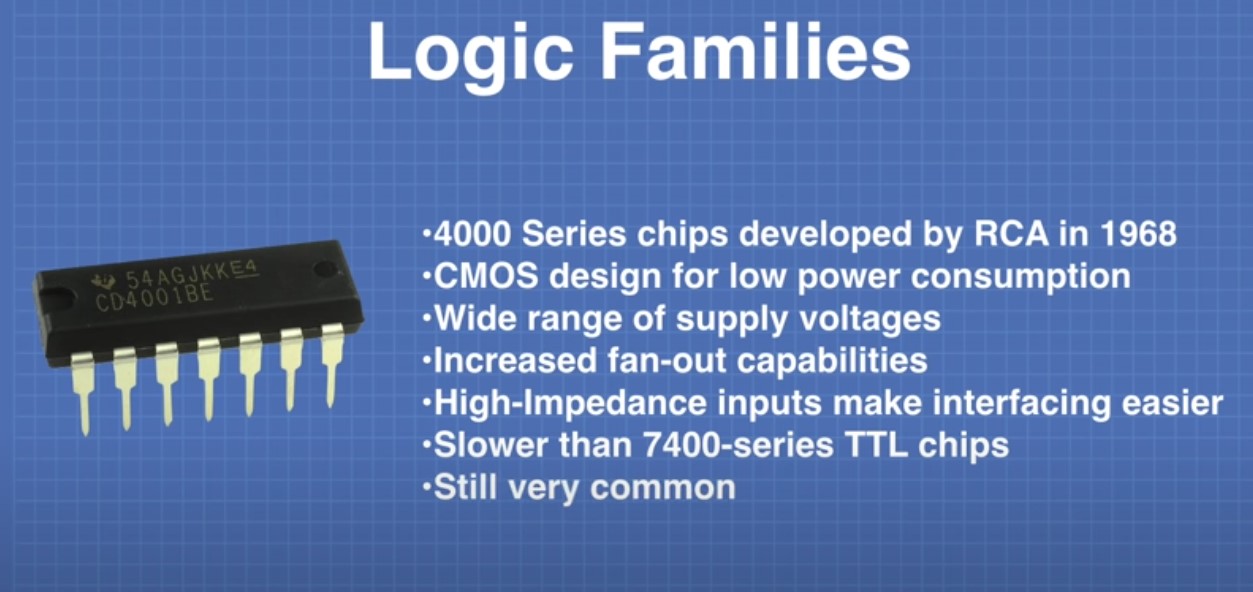 Logic Families
54AGJKKE4
CD4001BE
•4000 Series chips developed by RCA in 1968
•CMOS design for low power consumption
•Wide range of supply voltages
•Increased fan-out capabilities
•High-Impedance inputs make interfacing easier
•Slower than 7400-series TTL chips
•Still very common